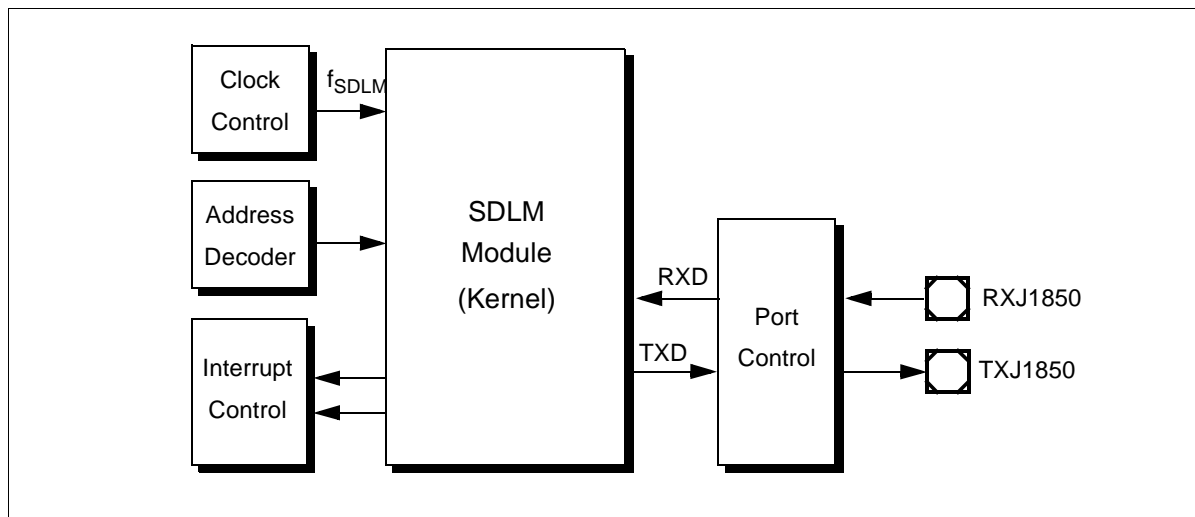 Clock
Control
fSDLM
Address
Decoder
Interrupt
Control
SDLM
Module
(Kernel)
RXD
TXD
Port
Control
RXJ1850
TXJ1850